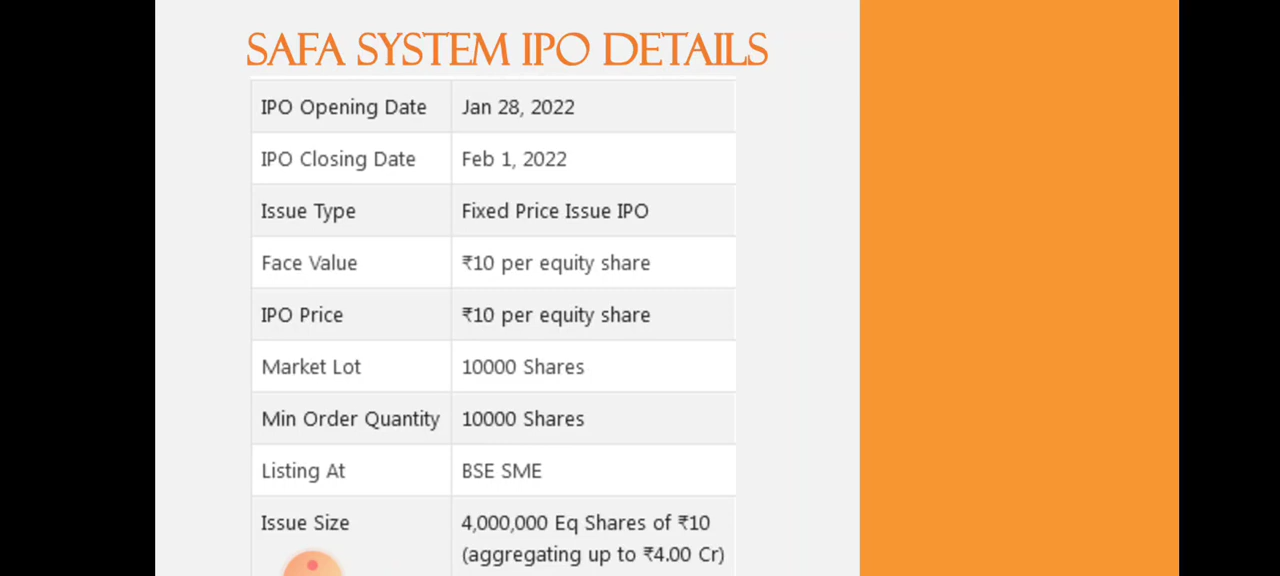 SAFA SYSTEM IPO DETAILS
IPO Opening Date Jan 28, 2022
IPO Closing Date Feb 1, 2022
Issue Type Fixed Price Issue IPO
Face Value ₹10 per equity share
IPO Price ₹10 per equity share
Market Lot 10000 Shares
Min Order Quantity 10000 Shares
Listing At BSE SME
Issue Size 4,000,000 Eq Shares of ₹10
(aggregating up to ₹4.00 Cr)